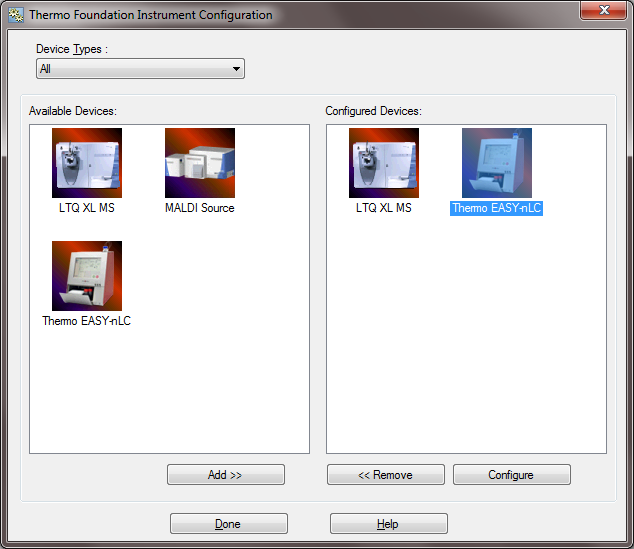 Thermo Foundation Instrument Configuration
Device Types :
All
Available Devices:
Configured Devices:
LTQ XL MS
MALDI Source
LTQ XL MS
Thermo EASY-nLC
Thermo EASY-nLC
Add >>
<< Remove
Configure
Done
Help